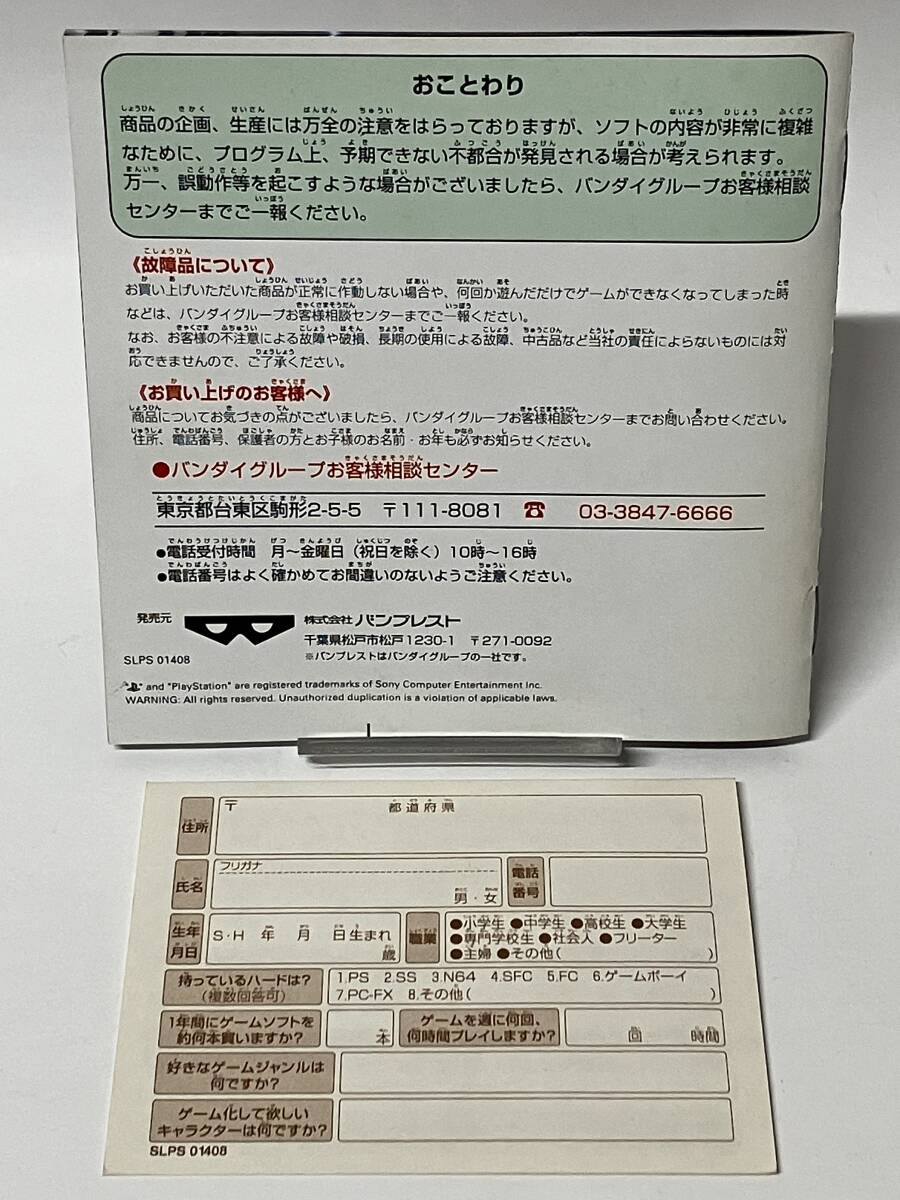 おことわり
商品の企画、生産には万全の注意をはらっておりますが、ソフトの内容が非常に複雑
なために、プログラム上、予期できない不都合が発見される場合が考えられます。
万一、誤動作等を起こすような場合がございましたら、バンダイグループお客様相談
センターまでご一報ください。
《故障品について》
お買い上げいただいた商品が正常に作動しない場合や、何回か遊んだだけでゲームができなくなってしまった時
などは、バンダイグループお客様相談センターまでご一報ください。
なお、お客様の不注意による故障や破損、長期の使用による故障、中古品など当社の責任によらないものには対
応できませんので、ご了承ください。
《お買い上げのお客様へ》
商品についてお気づきの点がございましたら、バンダイグループお客様相談センターまでお問い合わせください。
住所、電話番号、保護者の方とお子様のお名前・お年も必ずお知らせください。
●バンダイグループお客様相談センター
東京都台東区駒形2-5-5 〒111-8081 ☎ 03-3847-6666
●電話受付時間 月〜金曜日（祝日を除く）10時〜16時
●電話番号はよく確かめてお間違いのないようご注意ください。
発売元 株式会社 バンプレスト
千葉県松戸市松戸1230-1 〒271-0092
SLPS 01408 ※バンプレストはバンダイグループの一社です。
and "PlayStation" are registered trademarks of Sony Computer Entertainment Inc.
WARNING: All rights reserved. Unauthorized duplication is a violation of applicable laws.
住所 〒 都道府県
氏名 フリガナ 男・女 電話番号
生年月日 S・H 年 月 日生まれ 歳 職業 ●小学生 ●中学生 ●高校生 ●大学生
●専門学校生 ●社会人 ●フリーター
●主婦 ●その他( )
持っているハードは? 1.PS 2.SS 3.N64 4.SFC 5.FC 6.ゲームボーイ
(複数回答可) 7.PC-FX 8.その他( )
1年間にゲームソフトを約何本買いますか? 本 ゲームを週に何回、何時間プレイしますか? 回 時間
好きなゲームジャンルは
何ですか?
ゲーム化して欲しい
キャラクターは何ですか?
SLPS 01408